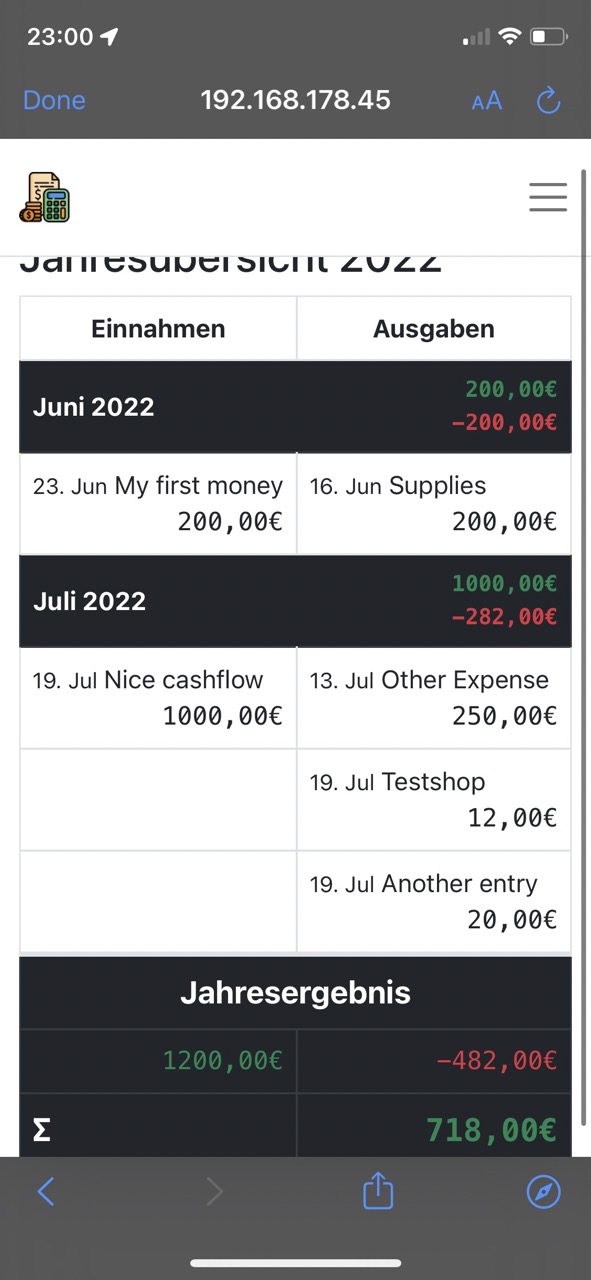 23:00
Done 192.168.178.45 AA
Jahresübersicht 2022
Einnahmen Ausgaben
Juni 2022 200,00€
−200,00€
23. Jun My first money 16. Jun Supplies
200,00€ 200,00€
Juli 2022 1000,00€
−282,00€
19. Jul Nice cashflow 13. Jul Other Expense
1000,00€ 250,00€
19. Jul Testshop
12,00€
19. Jul Another entry
20,00€
Jahresergebnis
1200,00€ −482,00€
Σ 718,00€